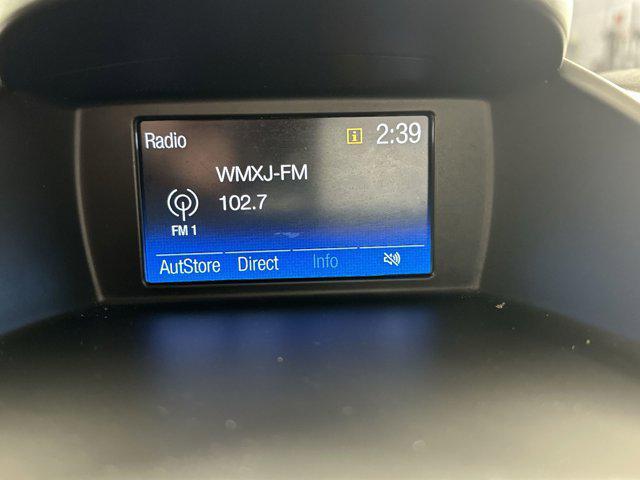 Radio
i 2:39
WMXJ-FM
102.7
FM 1
AutStore Direct Info